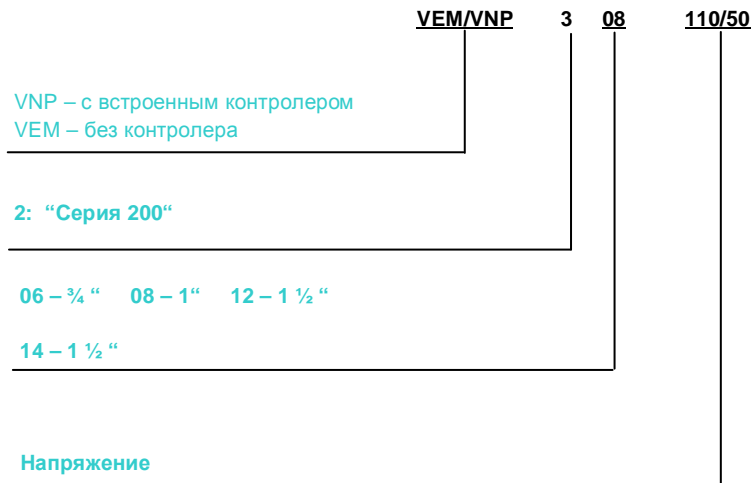 VEM/VNP 3 08 110/50
VNP – с встроенным контролером
VEM – без контролера
2: “Серия 200“
06 – ¾ “ 08 – 1“ 12 – 1 ½ “
14 – 1 ½ “
Напряжение